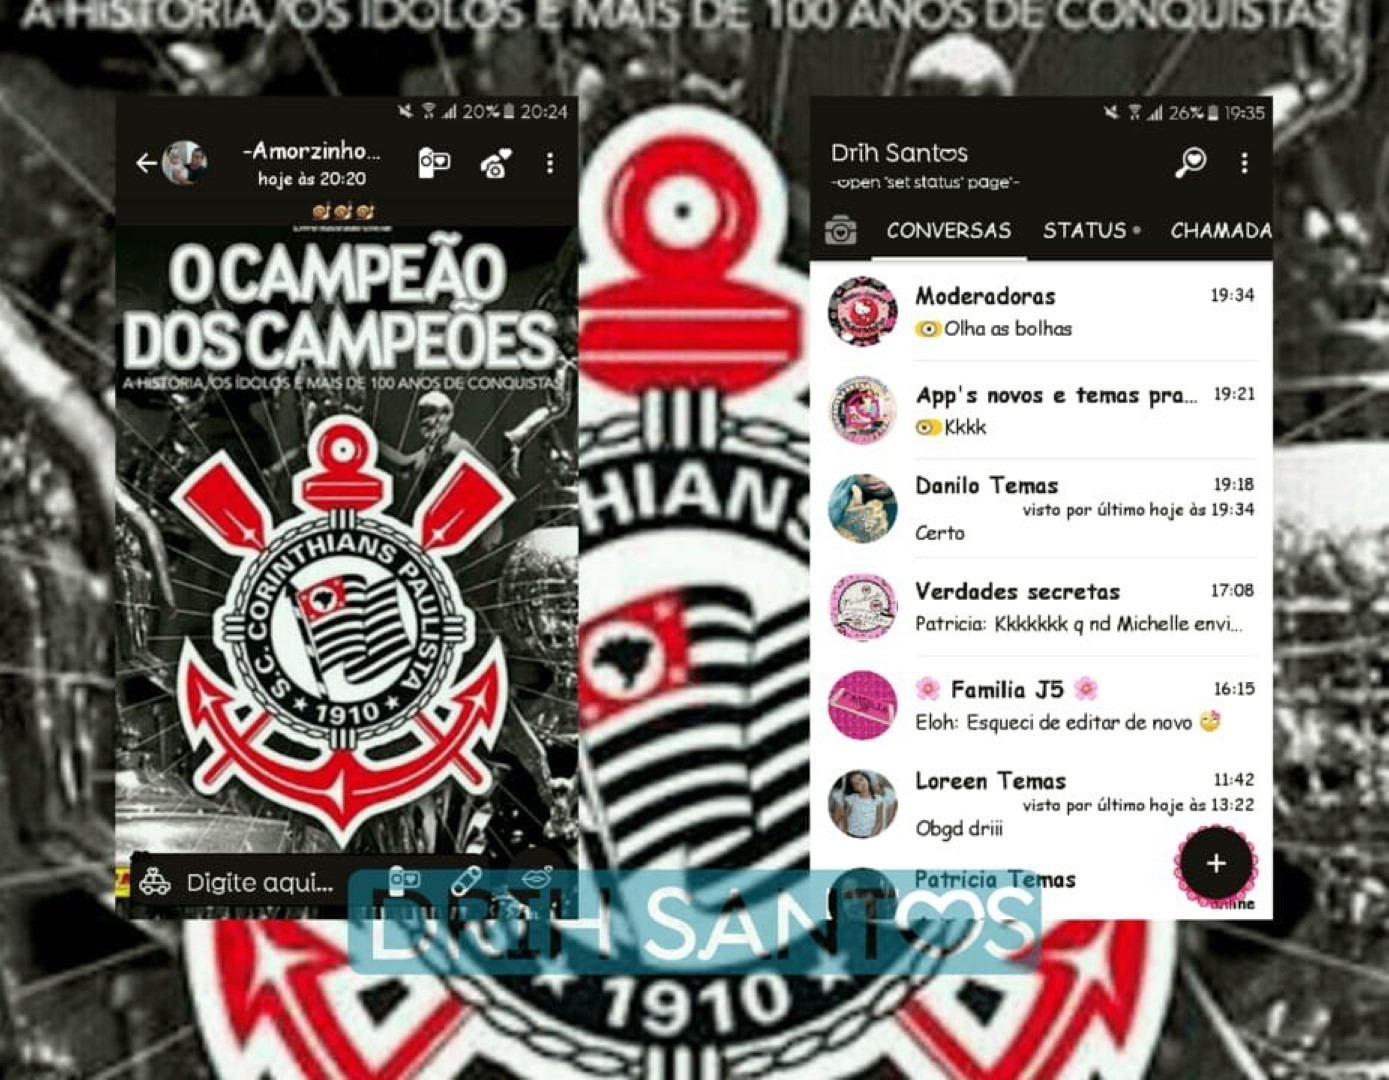 A HISTÓRIA, OS ÍDOLOS E MAIS DE 100 ANOS DE CONQUISTAS
20% 20:24
-Amorzinho...
hoje às 20:20
O CAMPEÃO
DOS CAMPEÕES
A HISTÓRIA, OS ÍDOLOS E MAIS DE 100 ANOS DE CONQUISTAS
S.C. CORINTHIANS PAULISTA
1910
Digite aqui...
HIANS
26% 19:35
Drih Santos
-open 'set status' page'-
CONVERSAS STATUS CHAMADA
Moderadoras 19:34
Olha as bolhas
App's novos e temas pra... 19:21
Kkkk
Danilo Temas 19:18
visto por último hoje às 19:34
Certo
Verdades secretas 17:08
Patricia: Kkkkkkk q nd Michelle envi...
Familia J5 16:15
Eloh: Esqueci de editar de novo
Loreen Temas 11:42
visto por último hoje às 13:22
Obgd driii
Patricia Temas
+
DRIH SANTOS
1910